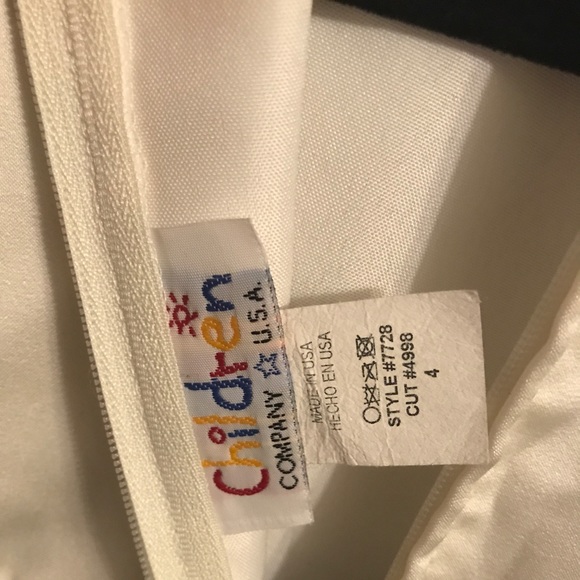 Children
COMPANY ☆ U.S.A.
MADE IN USA
HECHO EN USA
STYLE #7728
CUT #4998
4